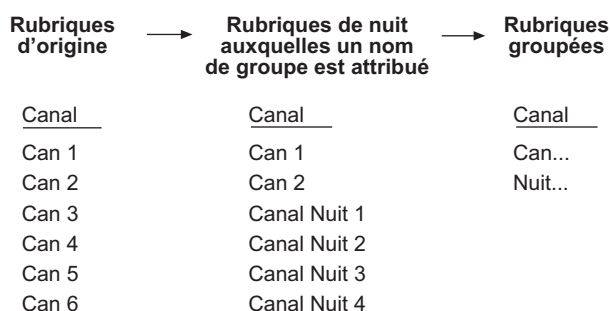 Rubriques d’origine
Rubriques de nuit auxquelles un nom de groupe est attribué
Rubriques groupées
Canal
Can 1
Can 2
Can 3
Can 4
Can 5
Can 6
Canal
Can 1
Can 2
Canal Nuit 1
Canal Nuit 2
Canal Nuit 3
Canal Nuit 4
Canal
Can...
Nuit...